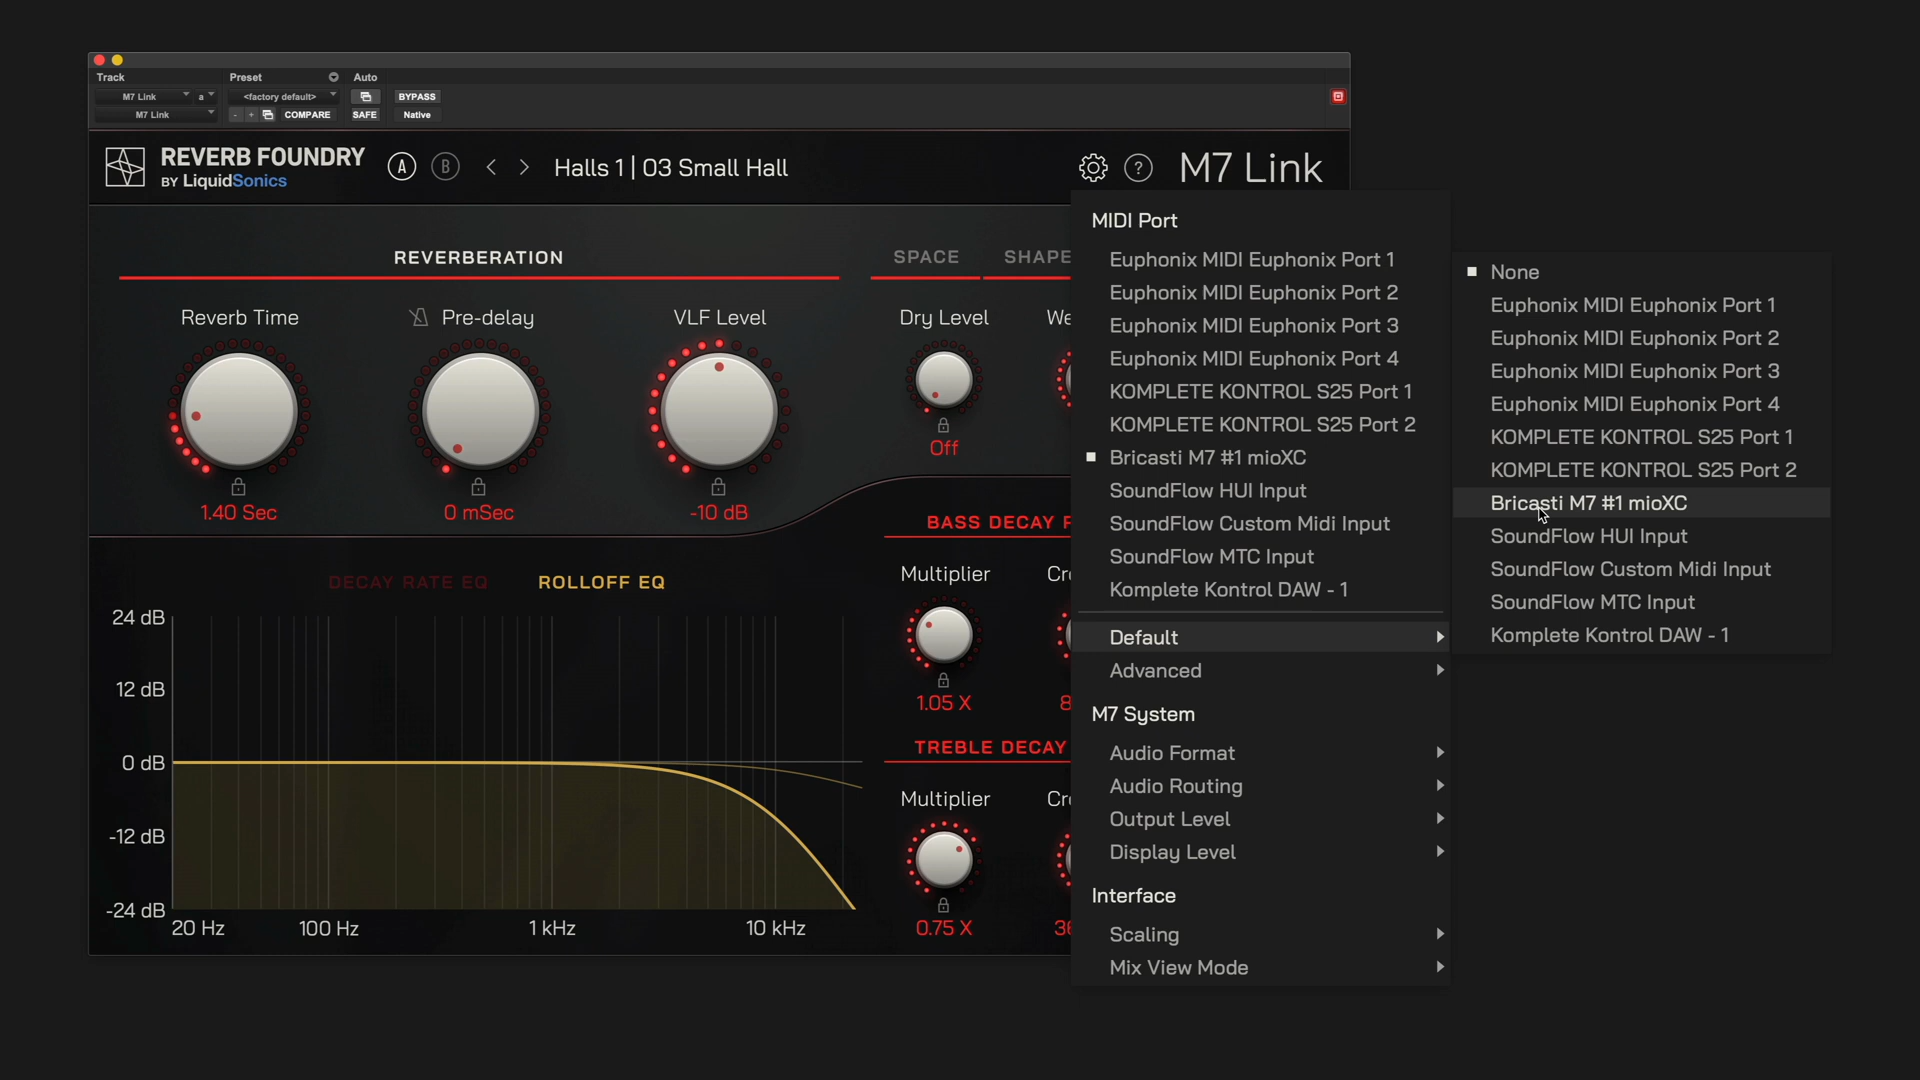 Track
Preset
Auto
M7 Link
a
<factory default>
BYPASS
M7 Link
- + COMPARE
SAFE
Native
REVERB FOUNDRY
BY LiquidSonics
A
B
Halls 1 | 03 Small Hall
?
M7 Link
REVERBERATION
SPACE
SHAPE
Reverb Time
Pre-delay
VLF Level
Dry Level
We
Off
1.40 Sec
0 mSec
-10 dB
BASS DECAY
DECAY RATE EQ
ROLLOFF EQ
Multiplier
Cr
1.05 X
8
TREBLE DECAY
Multiplier
Cr
0.75 X
36
24 dB
12 dB
0 dB
-12 dB
-24 dB
20 Hz
100 Hz
1 kHz
10 kHz
MIDI Port
Euphonix MIDI Euphonix Port 1
Euphonix MIDI Euphonix Port 2
Euphonix MIDI Euphonix Port 3
Euphonix MIDI Euphonix Port 4
KOMPLETE KONTROL S25 Port 1
KOMPLETE KONTROL S25 Port 2
Bricasti M7 #1 mioXC
SoundFlow HUI Input
SoundFlow Custom Midi Input
SoundFlow MTC Input
Komplete Kontrol DAW - 1
Default
Advanced
M7 System
Audio Format
Audio Routing
Output Level
Display Level
Interface
Scaling
Mix View Mode
None
Euphonix MIDI Euphonix Port 1
Euphonix MIDI Euphonix Port 2
Euphonix MIDI Euphonix Port 3
Euphonix MIDI Euphonix Port 4
KOMPLETE KONTROL S25 Port 1
KOMPLETE KONTROL S25 Port 2
Bricasti M7 #1 mioXC
SoundFlow HUI Input
SoundFlow Custom Midi Input
SoundFlow MTC Input
Komplete Kontrol DAW - 1